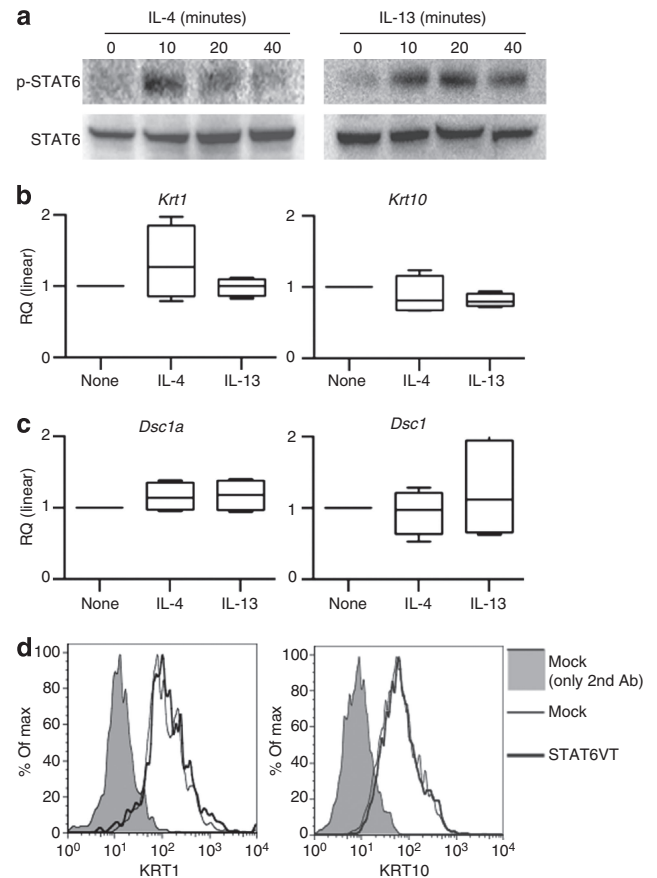 a
IL-4 (minutes) IL-13 (minutes)
0 10 20 40 0 10 20 40
p-STAT6
STAT6
b
Krt1 Krt10
2 2
1 1
0 0
RQ (linear)
None IL-4 IL-13 None IL-4 IL-13
c
Dsc1a Dsc1
2 2
1 1
0 0
RQ (linear)
None IL-4 IL-13 None IL-4 IL-13
d
100 100
80 80
60 60
40 40
20 20
0 0
% Of max % Of max
10⁰ 10¹ 10² 10³ 10⁴ 10⁰ 10¹ 10² 10³ 10⁴
KRT1 KRT10
Mock
(only 2nd Ab)
Mock
STAT6VT